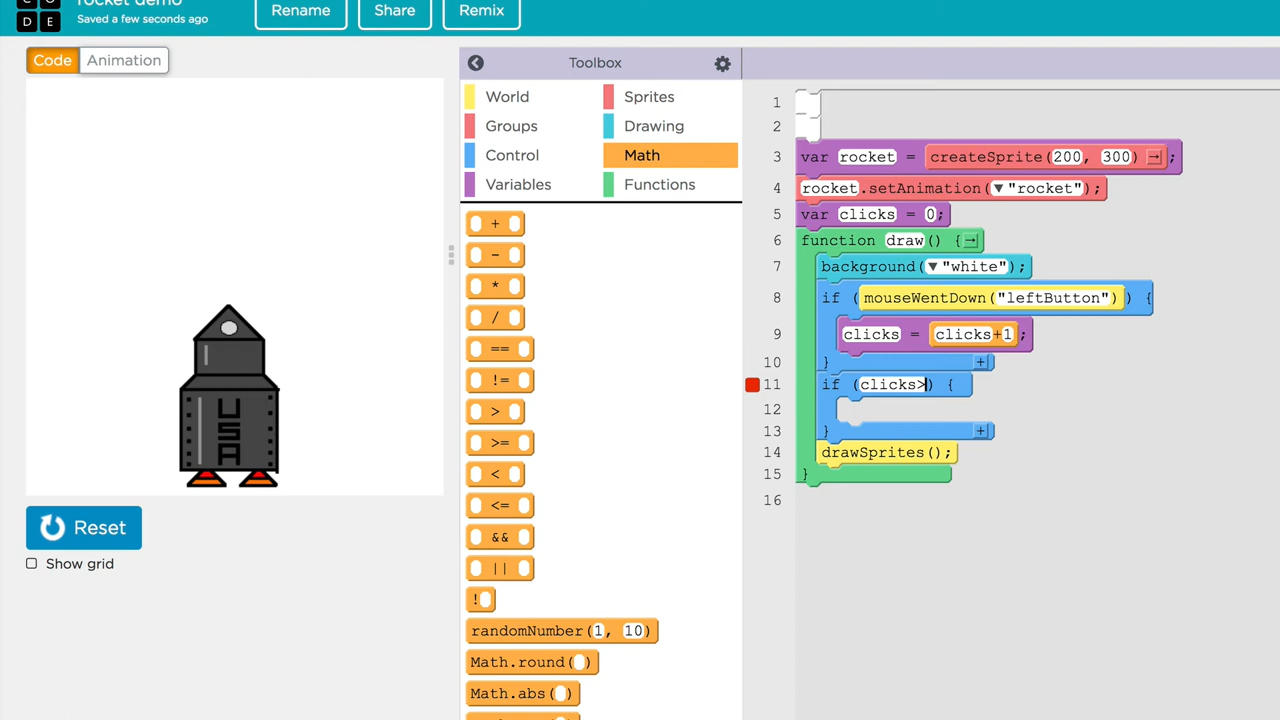 C O
D E
rocket demo
Saved a few seconds ago
Rename
Share
Remix
Code
Animation
USA
Reset
Show grid
Toolbox
World
Sprites
Groups
Drawing
Control
Math
Variables
Functions
+
-
*
/
==
!=
>
>=
<
<=
&&
||
!
randomNumber(1, 10)
Math.round( )
Math.abs( )
1
2
3 var rocket = createSprite(200, 300) → ;
4 rocket.setAnimation(▼"rocket");
5 var clicks = 0;
6 function draw() { →
7 background(▼"white");
8 if (mouseWentDown("leftButton")) {
9 clicks = clicks+1;
10 } +
11 if (clicks>) {
12
13 } +
14 drawSprites();
15 }
16